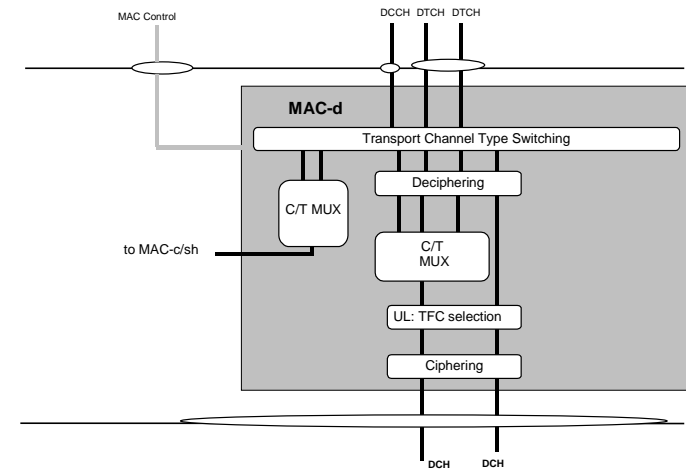 MAC Control
DCCH DTCH DTCH
MAC-d
Transport Channel Type Switching
Deciphering
C/T MUX
C/T
MUX
to MAC-c/sh
UL: TFC selection
Ciphering
DCH DCH